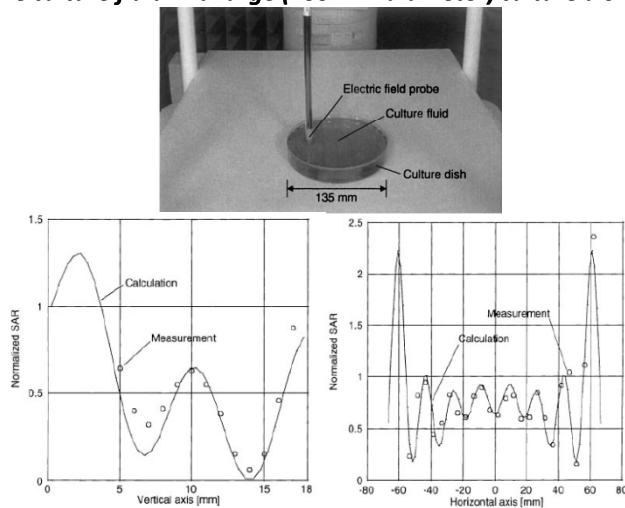 Electric field probe
Culture fluid
Culture dish
135 mm
1.5
1
0.5
0
Normalized SAR
Calculation
Measurement
0
5
10
15
18
Vertical axis [mm]
2.5
2
1.5
1
0.5
0
Normalized SAR
Measurement
Calculation
-80
-60
-40
-20
0
20
40
60
80
Horizontal axis [mm]